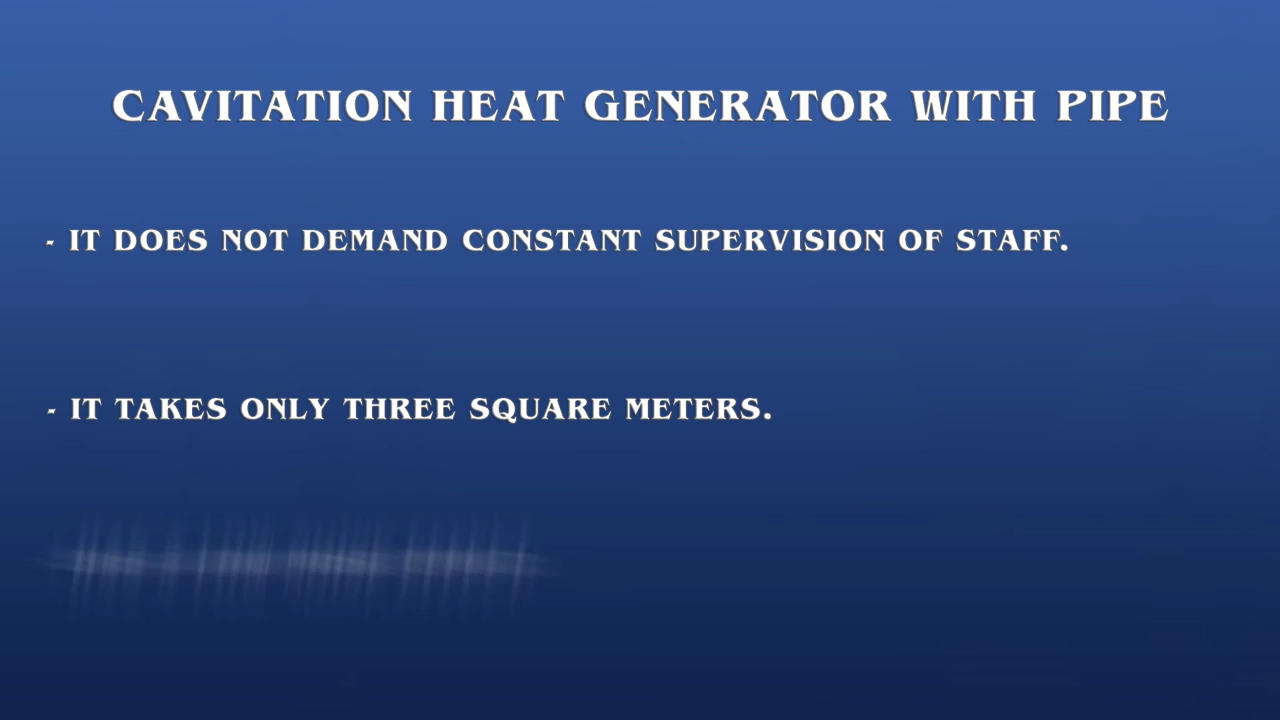 CAVITATION HEAT GENERATOR WITH PIPE
- IT DOES NOT DEMAND CONSTANT SUPERVISION OF STAFF.
- IT TAKES ONLY THREE SQUARE METERS.